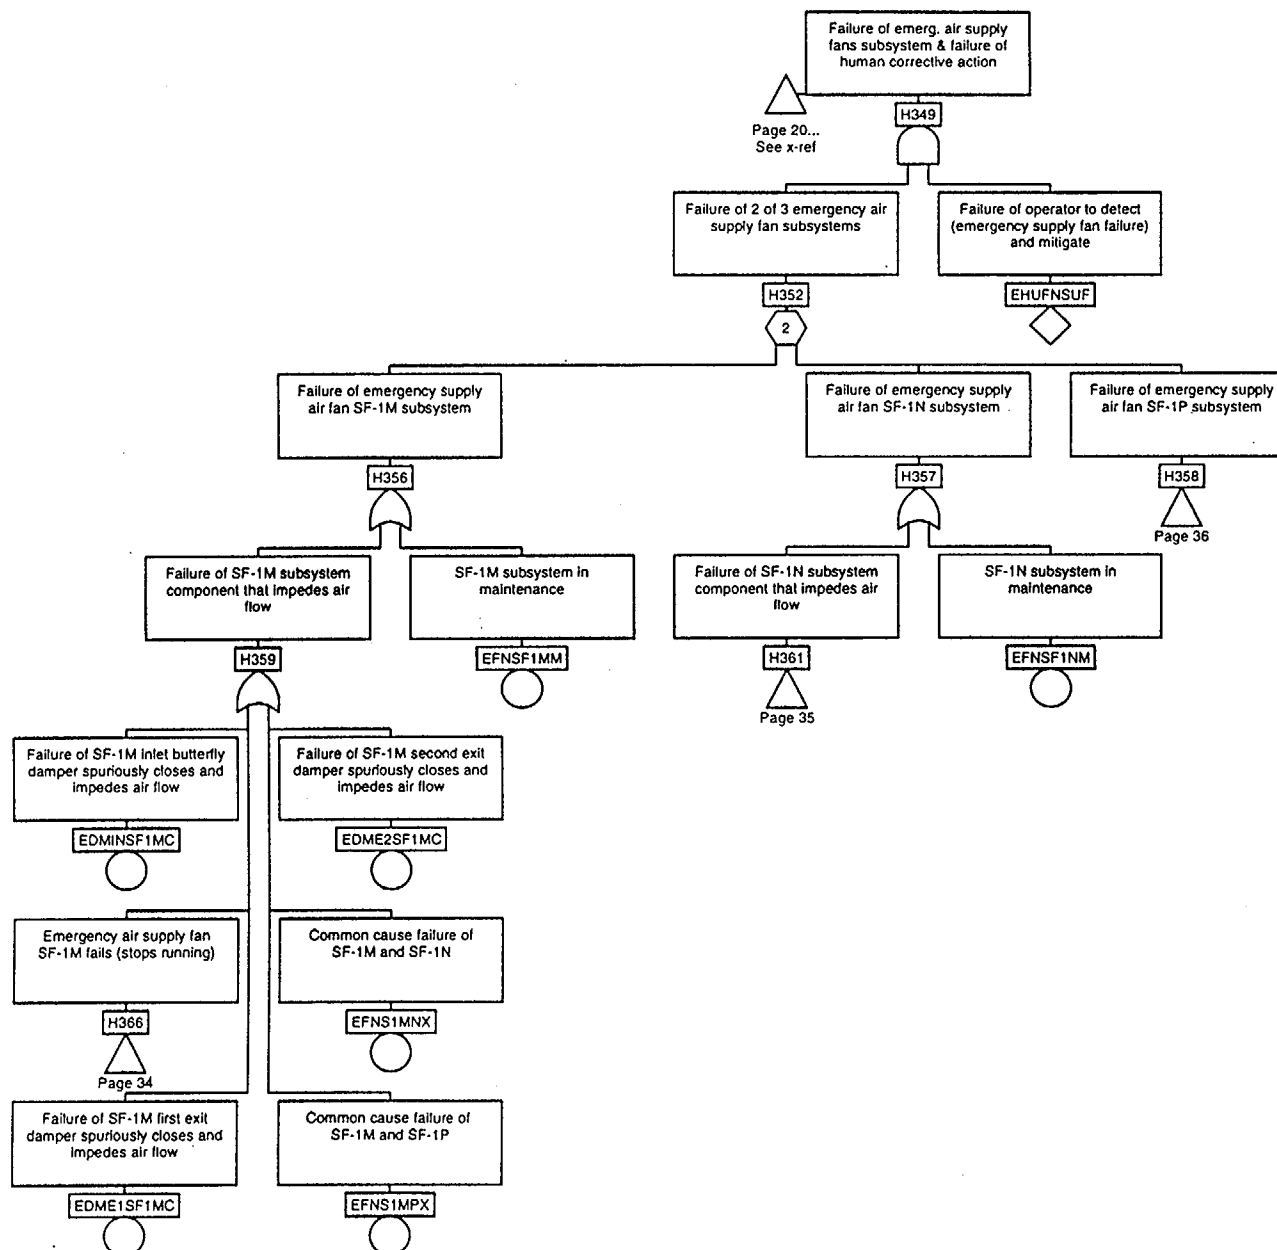 Failure of emerg. air supply
fans subsystem & failure of
human corrective action
H349
Page 20...
See x-ref
Failure of 2 of 3 emergency air
supply fan subsystems
H352
2
Failure of operator to detect
(emergency supply fan failure)
and mitigate
EHUFNSUF
Failure of emergency supply
air fan SF-1M subsystem
H356
Failure of emergency supply
air fan SF-1N subsystem
H357
Failure of emergency supply
air fan SF-1P subsystem
H358
Page 36
Failure of SF-1M subsystem
component that impedes air
flow
H359
SF-1M subsystem in
maintenance
EFNSF1MM
Failure of SF-1N subsystem
component that impedes air
flow
H361
Page 35
SF-1N subsystem in
maintenance
EFNSF1NM
Failure of SF-1M inlet butterfly
damper spuriously closes and
impedes air flow
EDMINSF1MC
Failure of SF-1M second exit
damper spuriously closes and
impedes air flow
EDME2SF1MC
Emergency air supply fan
SF-1M fails (stops running)
H366
Page 34
Common cause failure of
SF-1M and SF-1N
EFNS1MNX
Failure of SF-1M first exit
damper spuriously closes and
impedes air flow
EDME1SF1MC
Common cause failure of
SF-1M and SF-1P
EFNS1MPX